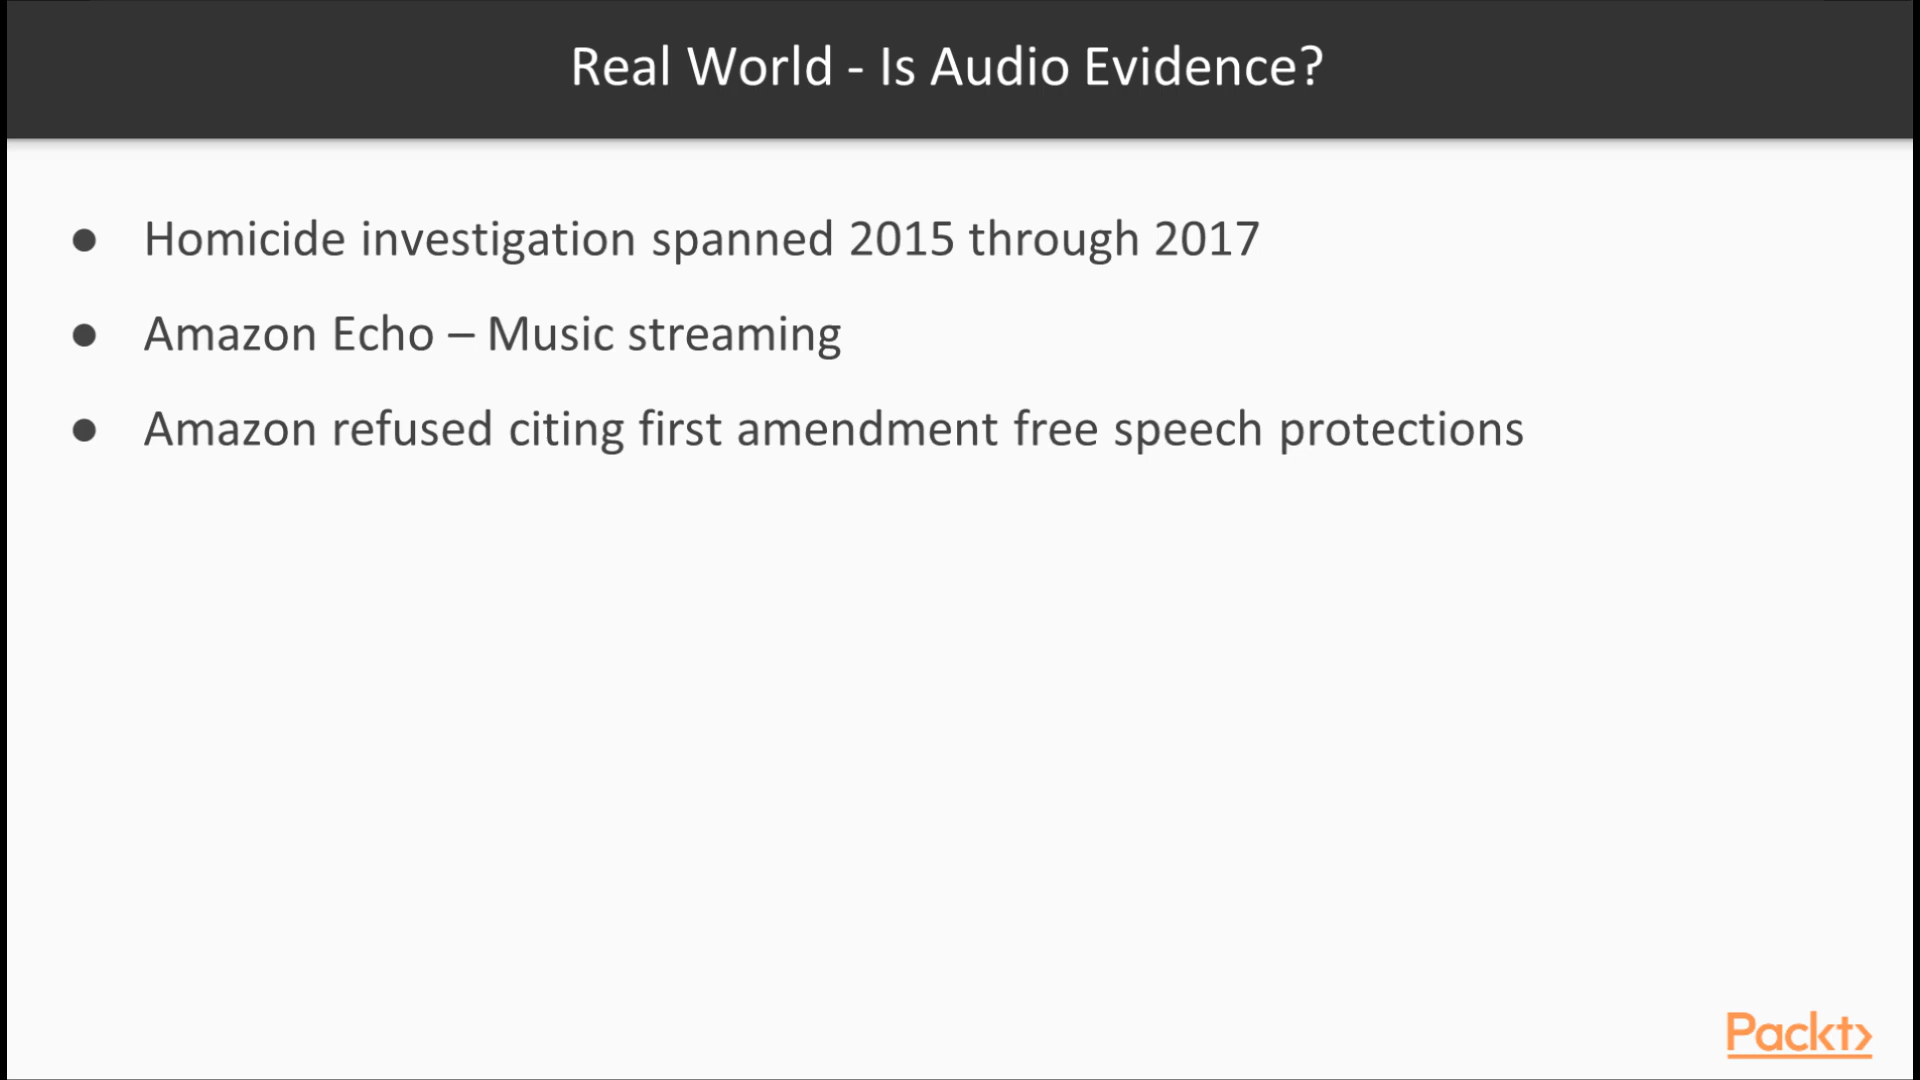 Real World - Is Audio Evidence?
● Homicide investigation spanned 2015 through 2017
● Amazon Echo – Music streaming
● Amazon refused citing first amendment free speech protections
Packt>